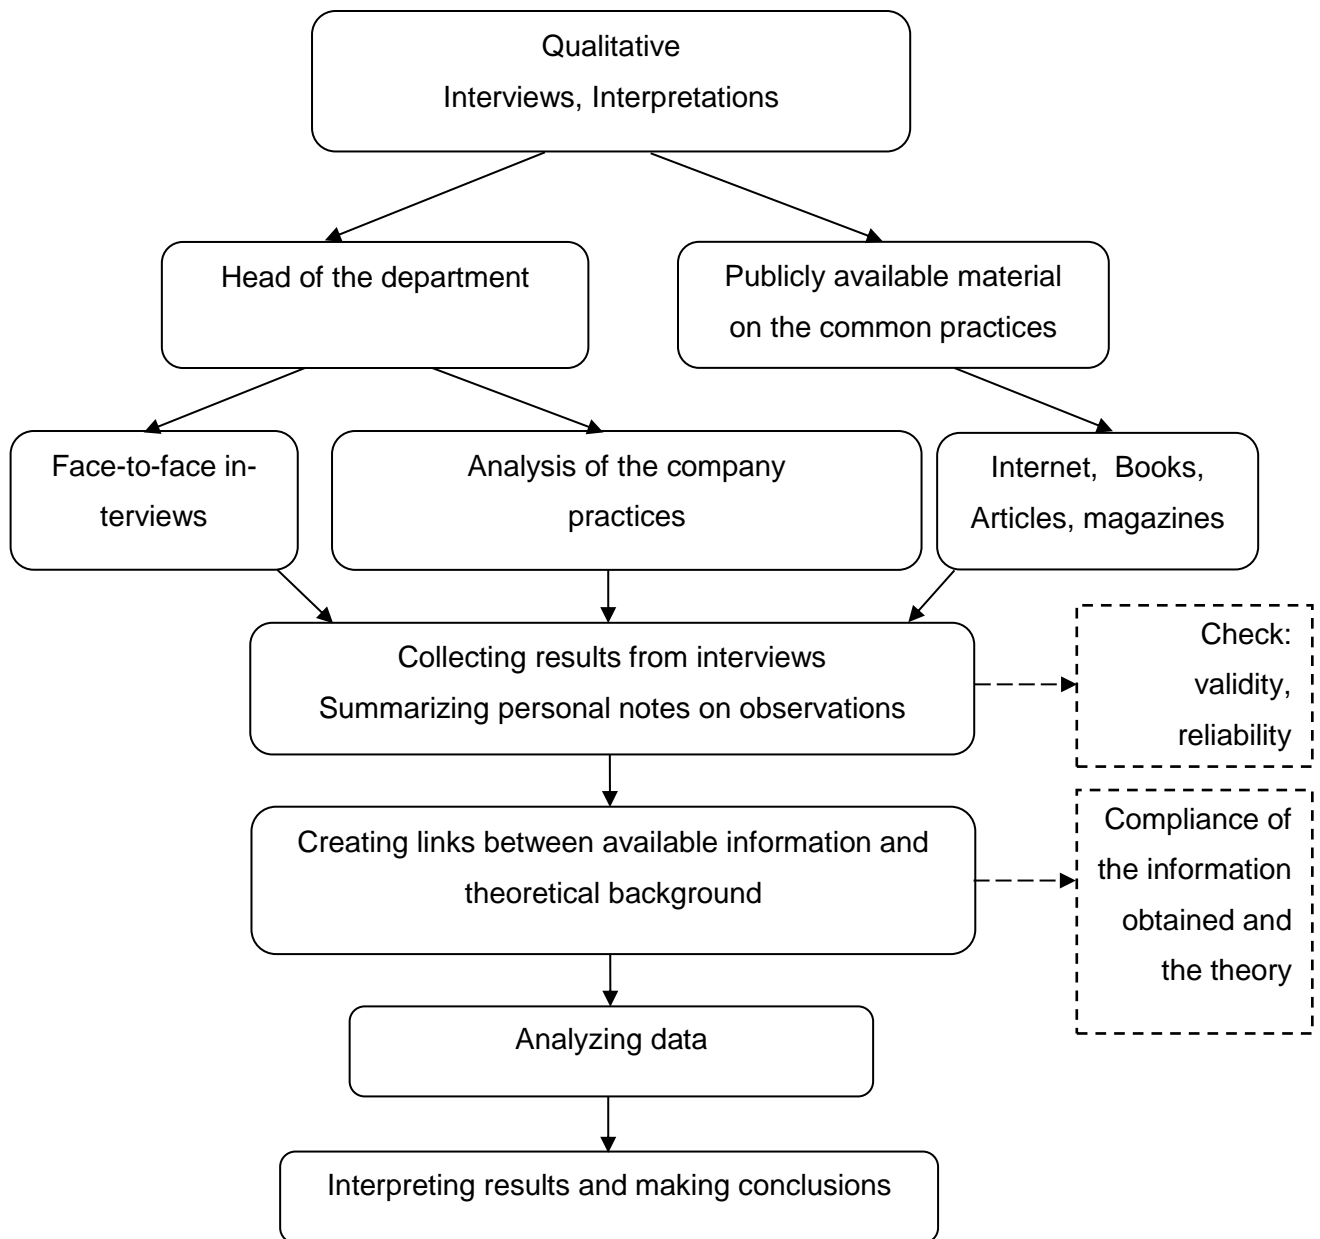 Qualitative
Interviews, Interpretations
Head of the department
Publicly available material
on the common practices
Face-to-face in-
terviews
Analysis of the company
practices
Internet,  Books,
Articles, magazines
Collecting results from interviews
Summarizing personal notes on observations
Check:
validity,
reliability
Creating links between available information and
theoretical background
Compliance of
the information
obtained and
the theory
Analyzing data
Interpreting results and making conclusions